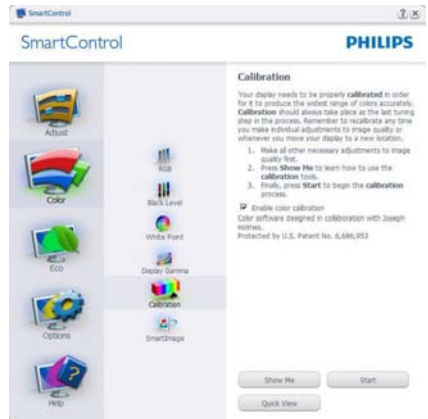 SmartControl
SmartControl
PHILIPS
Adjust
Color
Eco
Options
Help
RGB
Black Level
White Point
Display Gamma
Calibration
SmartImage
Calibration
Your display needs to be properly calibrated in order
for it to produce the widest range of colors accurately.
Calibration should always take place as the last tuning
step in the process. Remember to recalibrate any time
you make individual adjustments to image quality or
whenever you move your display to a new location.
1. Make all other necessary adjustments to image
quality first.
2. Press Show Me to learn how to use the
calibration tools.
3. Finally, press Start to begin the calibration
process.
Enable color calibration
Color software designed in collaboration with Joseph
Holmes.
Protected by U.S. Patent No. 6,686,953
Show Me
Start
Quick View